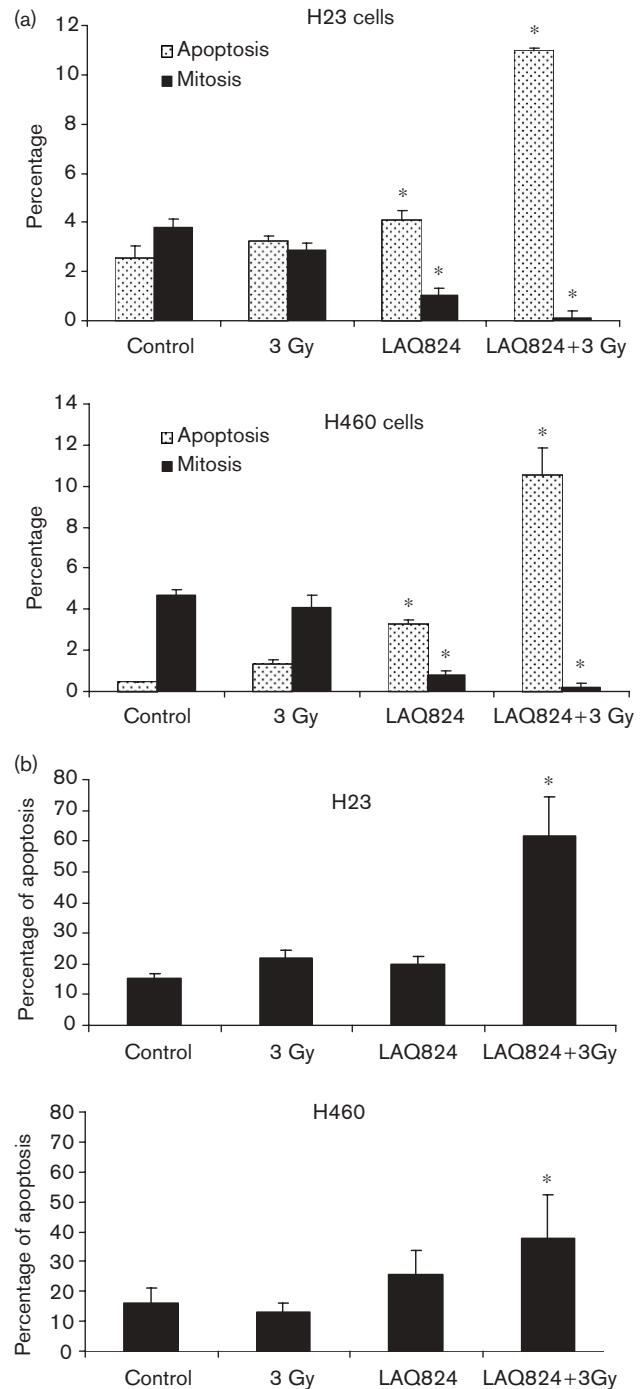 (a)
H23 cells
Apoptosis
Mitosis
Percentage
12
10
8
6
4
2
0
*
*
*
*
Control 3 Gy LAQ824 LAQ824+3 Gy
H460 cells
Apoptosis
Mitosis
Percentage
14
12
10
8
6
4
2
0
*
*
*
*
Control 3 Gy LAQ824 LAQ824+3 Gy
(b)
H23
Percentage of apoptosis
80
70
60
50
40
30
20
10
0
*
Control 3 Gy LAQ824 LAQ824+3Gy
H460
Percentage of apoptosis
80
70
60
50
40
30
20
10
0
*
Control 3 Gy LAQ824 LAQ824+3Gy